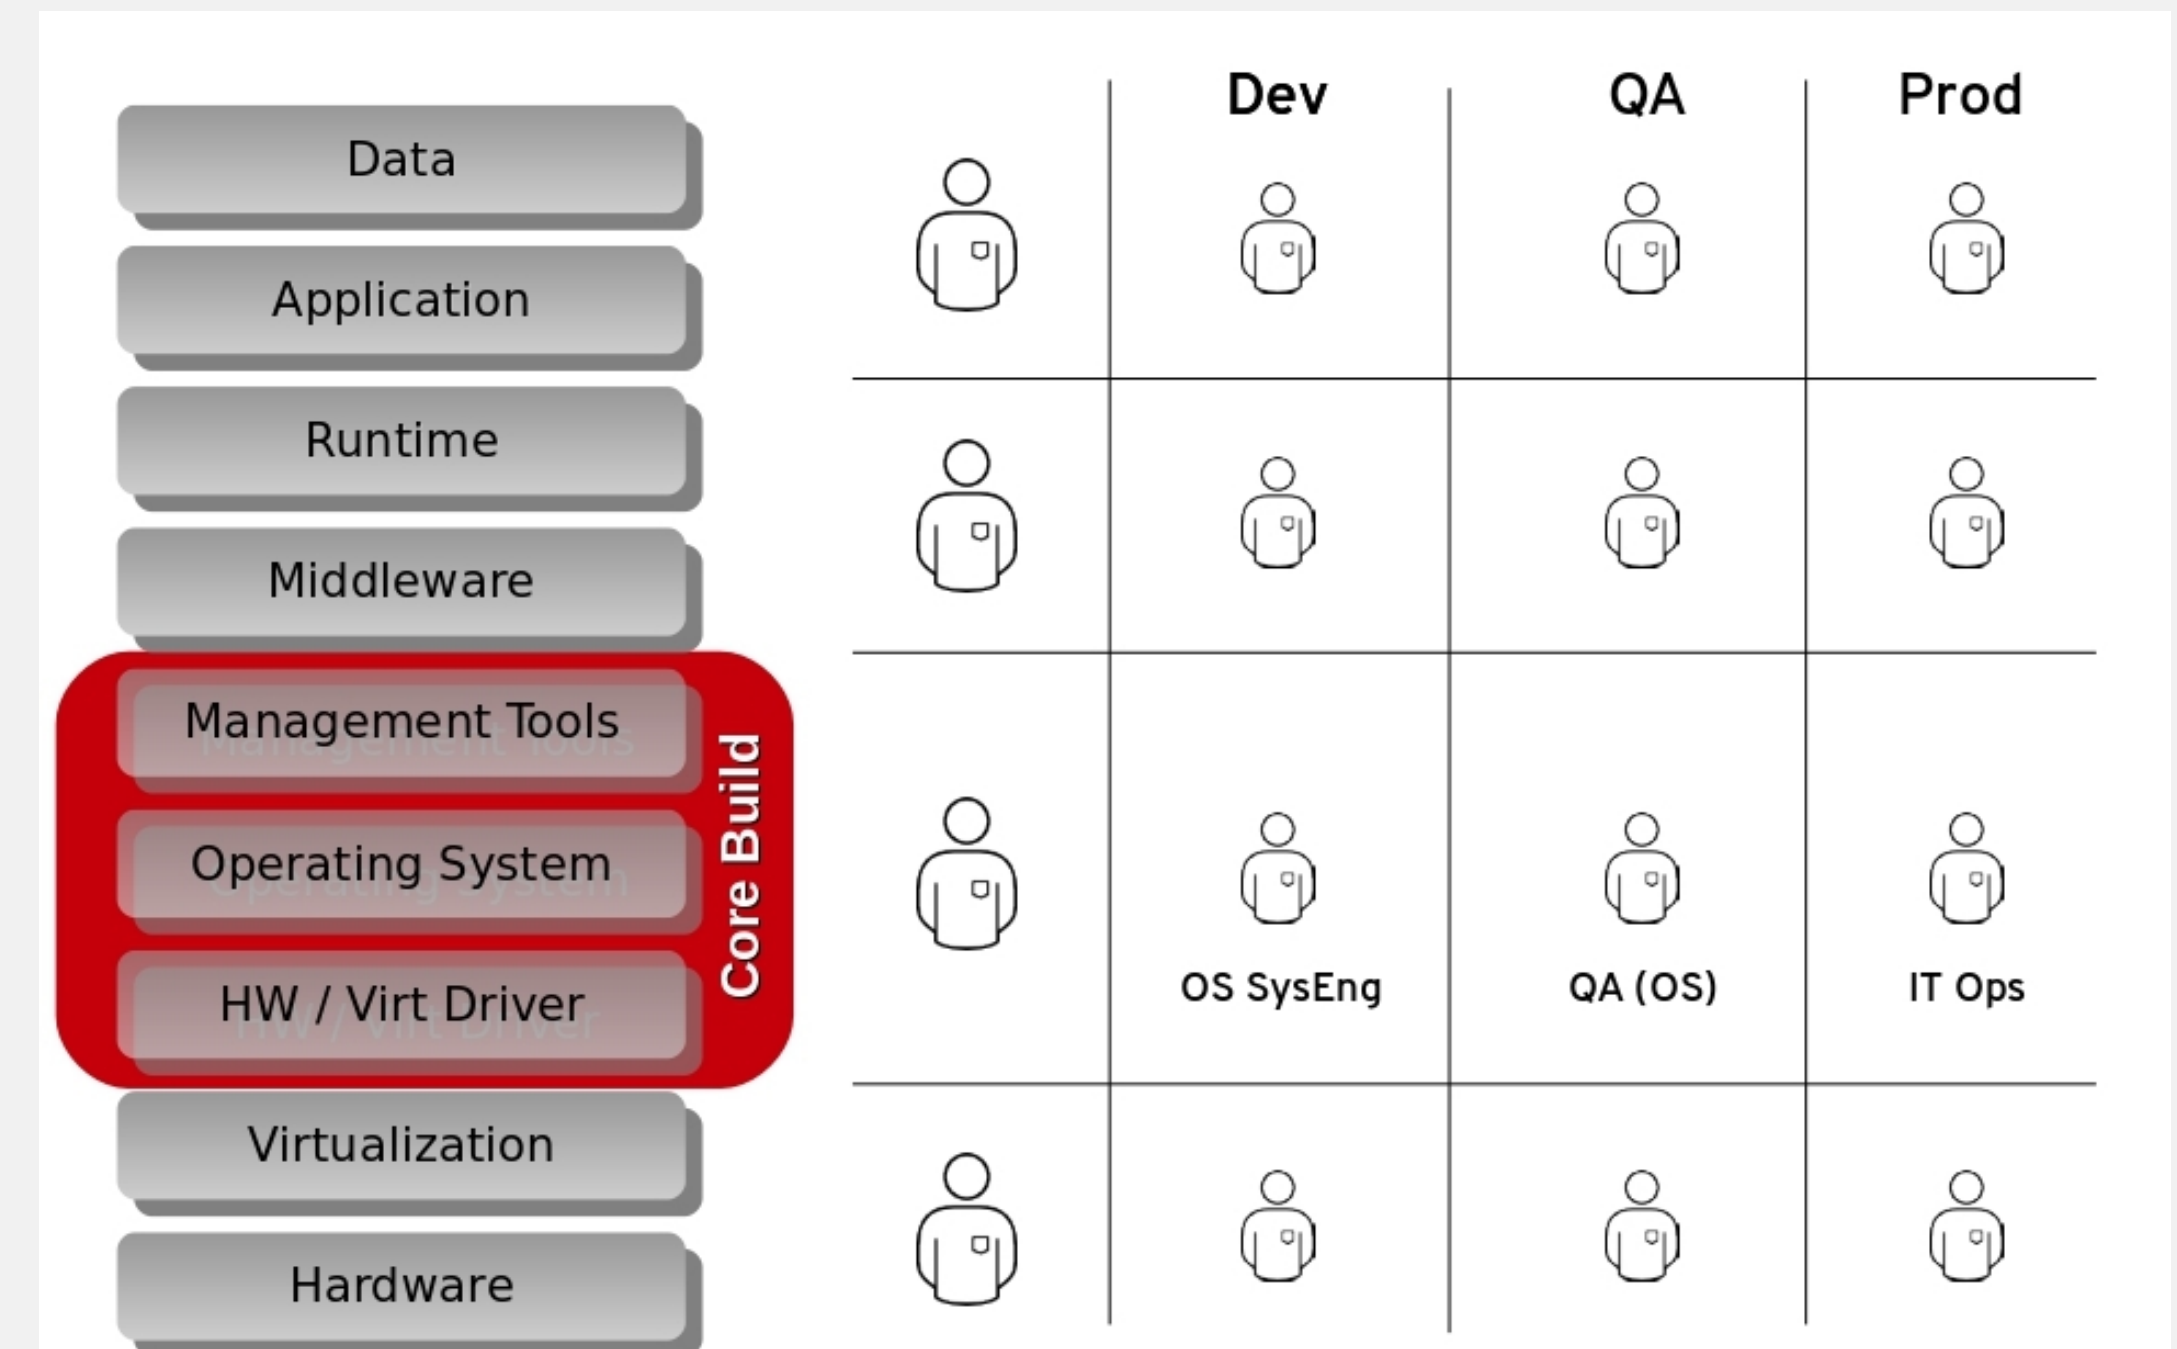 Data
Application
Runtime
Middleware
Management Tools
Operating System
HW / Virt Driver
Core Build
Virtualization
Hardware
Dev
QA
Prod
OS SysEng
QA (OS)
IT Ops